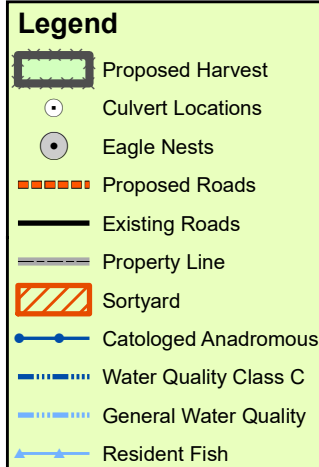 Legend
Proposed Harvest
Culvert Locations
Eagle Nests
Proposed Roads
Existing Roads
Property Line
Sortyard
Catologed Anadromous
Water Quality Class C
General Water Quality
Resident Fish